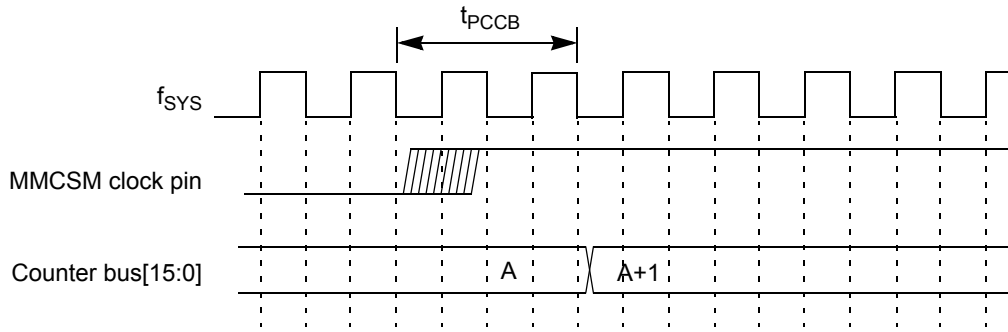 tPCCB
fSYS
MMCSM clock pin
Counter bus[15:0]
A
A+1